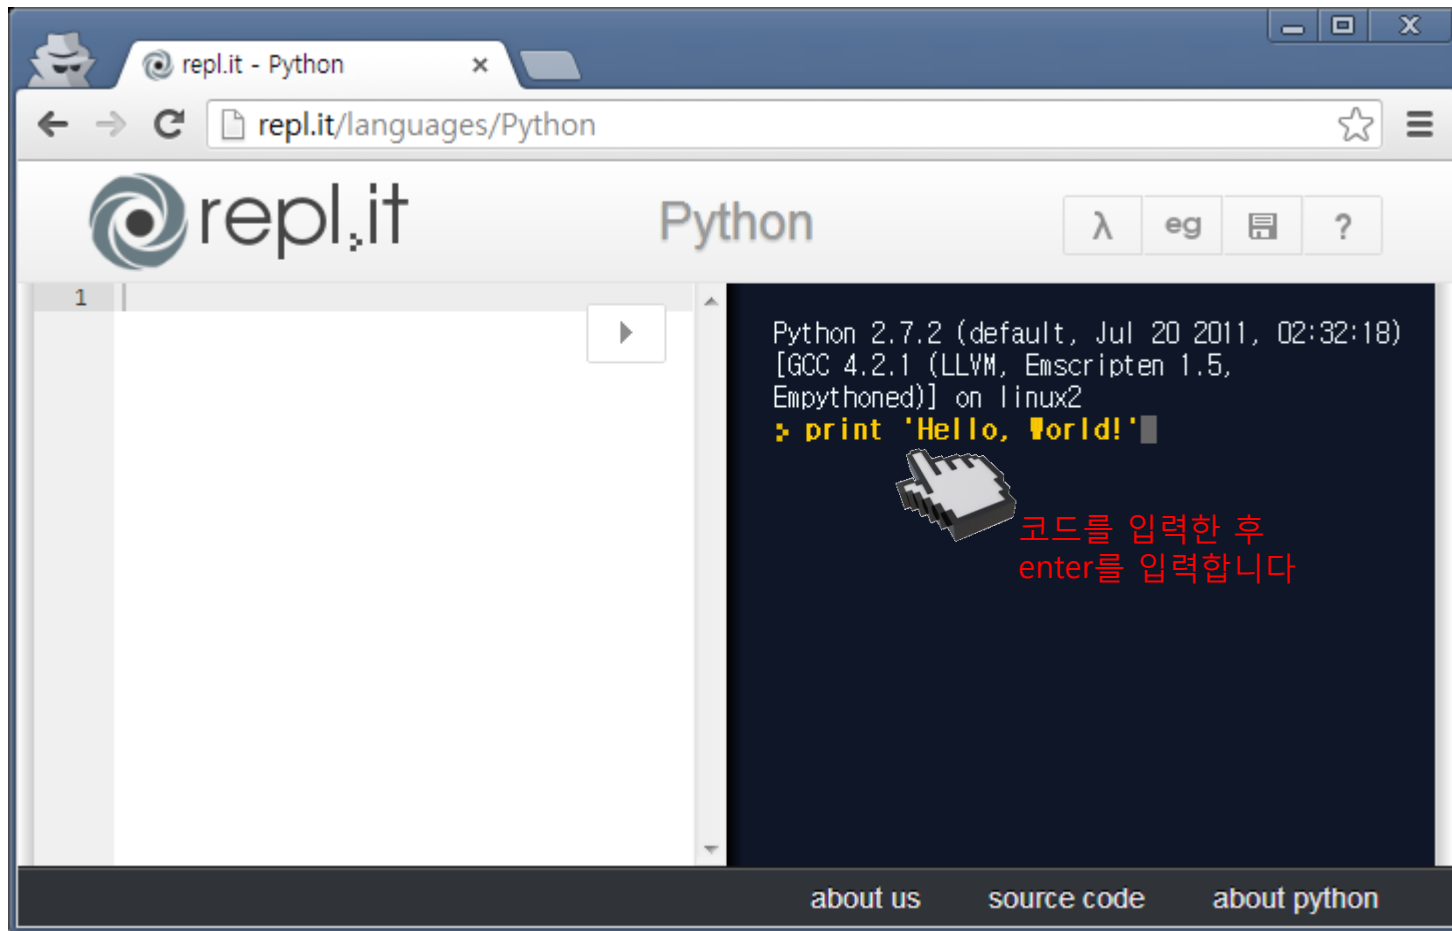 repl.it - Python
repl.it/languages/Python
repl.it
Python
λ eg ?
1
Python 2.7.2 (default, Jul 20 2011, 02:32:18)
[GCC 4.2.1 (LLVM, Emscripten 1.5,
Empythoned)] on linux2
print 'Hello, World!'
코드를 입력한 후
enter를 입력합니다
about us source code about python